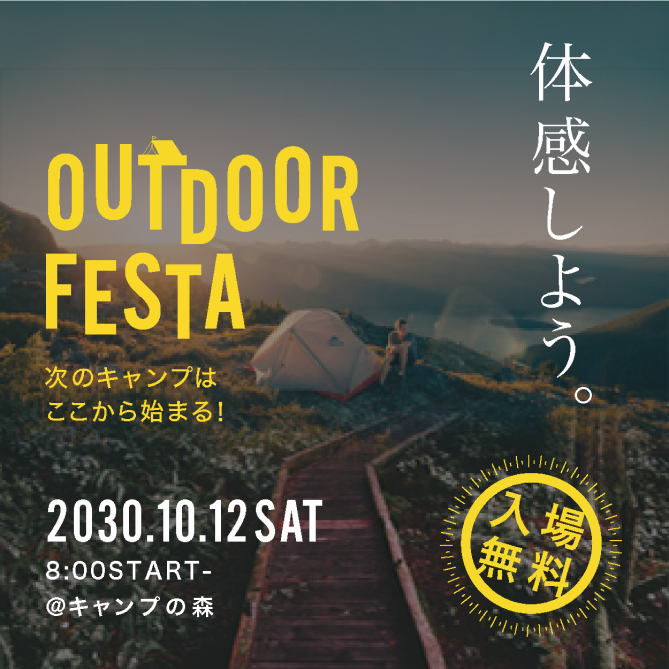 体感しよう。
OUTDOOR
FESTA
次のキャンプは
ここから始まる!
2030.10.12 SAT
8:00START-
@キャンプの森
入場
無料